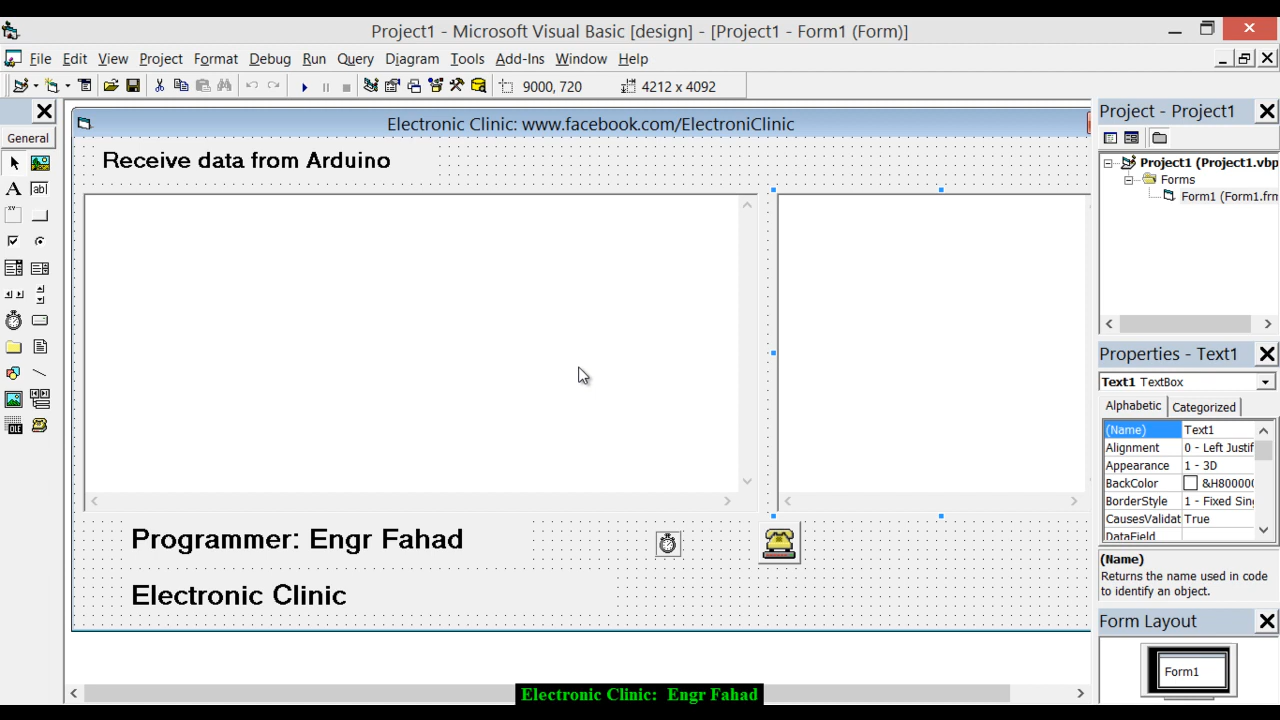 Project1 - Microsoft Visual Basic [design] - [Project1 - Form1 (Form)]
File Edit View Project Format Debug Run Query Diagram Tools Add-Ins Window Help
9000, 720 4212 x 4092
General
Electronic Clinic: www.facebook.com/ElectroniClinic
Receive data from Arduino
Programmer: Engr Fahad
Electronic Clinic
Project - Project1
Project1 (Project1.vbp
Forms
Form1 (Form1.frm
Properties - Text1
Text1 TextBox
Alphabetic Categorized
(Name) Text1
Alignment 0 - Left Justif
Appearance 1 - 3D
BackColor &H800000
BorderStyle 1 - Fixed Sin
CausesValidat True
DataField
(Name)
Returns the name used in code
to identify an object.
Form Layout
Form1
Electronic Clinic: Engr Fahad